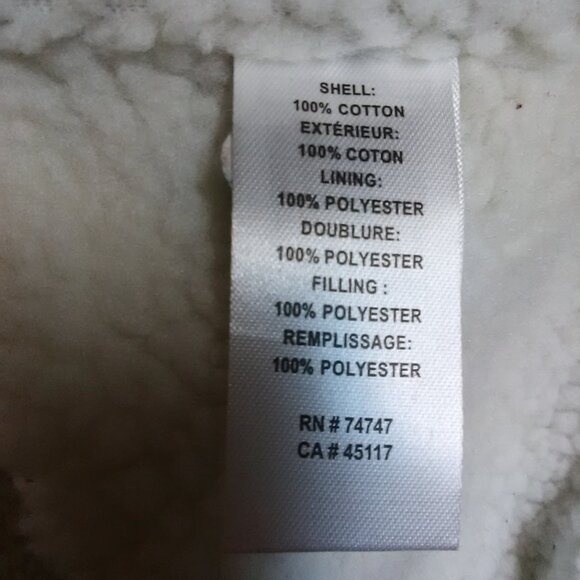 SHELL:
100% COTTON
EXTÉRIEUR:
100% COTON
LINING:
100% POLYESTER
DOUBLURE:
100% POLYESTER
FILLING :
100% POLYESTER
REMPLISSAGE:
100% POLYESTER
RN # 74747
CA # 45117